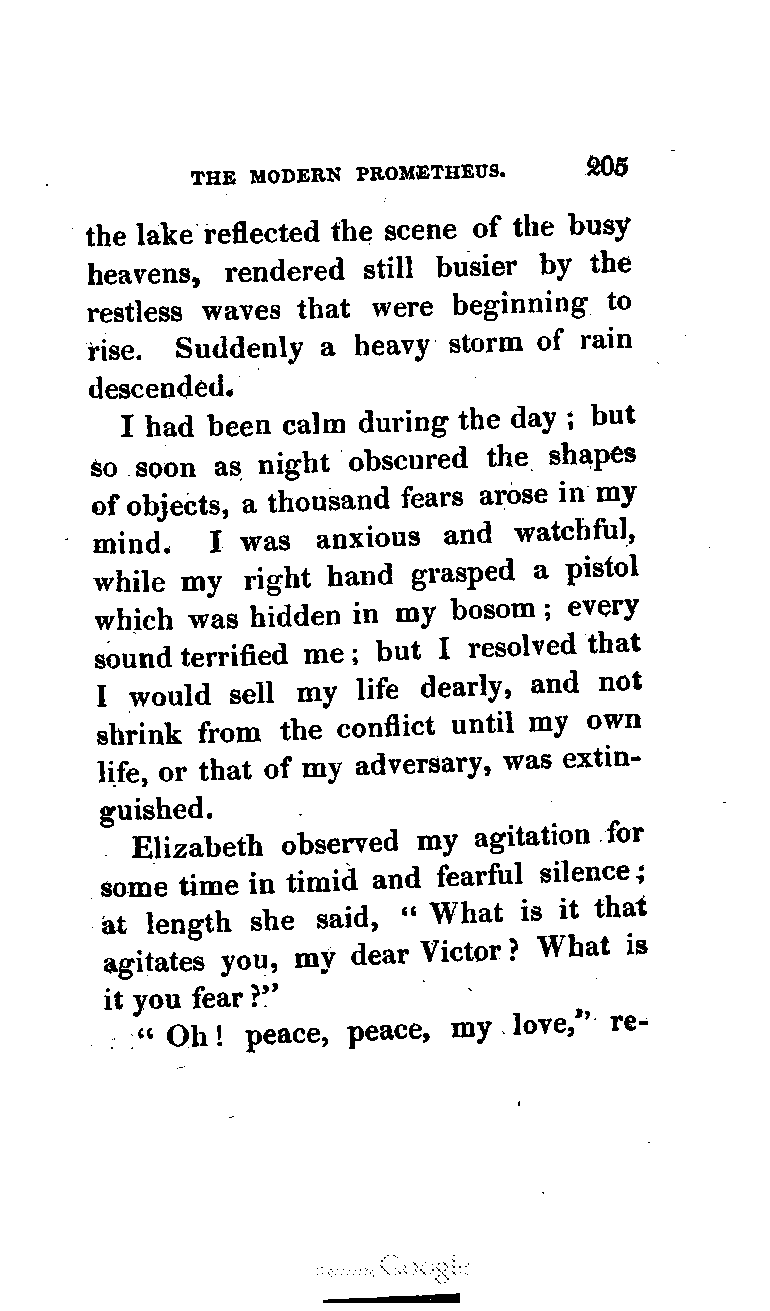 THE MODERN PROMETHEUS. 205
the lake reflected the scene of the busy
heavens, rendered still busier by the
restless waves that were beginning to
rise. Suddenly a heavy storm of rain
descended.
I had been calm during the day ; but
so soon as night obscured the shapes
of objects, a thousand fears arose in my
mind. I was anxious and watchful,
while my right hand grasped a pistol
which was hidden in my bosom ; every
sound terrified me ; but I resolved that
I would sell my life dearly, and not
shrink from the conflict until my own
life, or that of my adversary, was extin-
guished.
Elizabeth observed my agitation for
some time in timid and fearful silence ;
at length she said, “ What is it that
agitates you, my dear Victor ? What is
it you fear ?”
“ Oh ! peace, peace, my love,” re-
Google